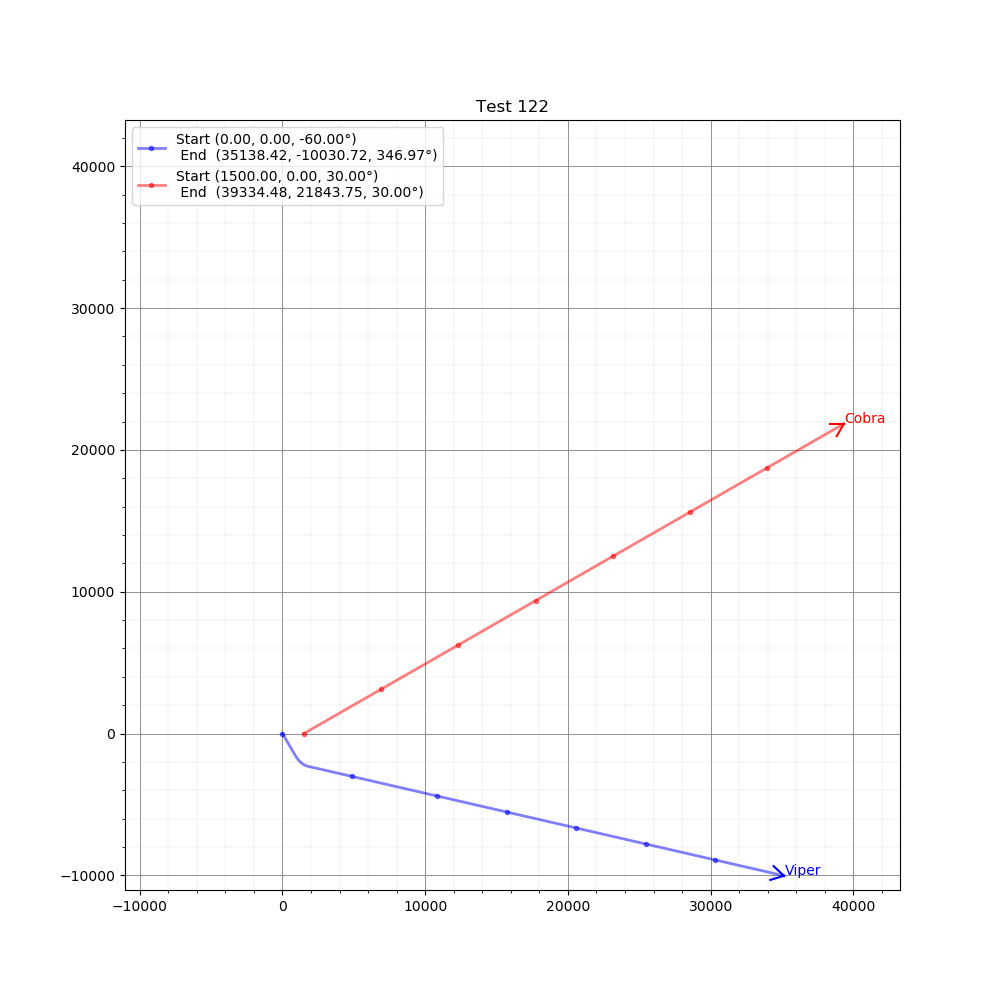 Test 122
Start (0.00, 0.00, -60.00°)
End  (35138.42, -10030.72, 346.97°)
Start (1500.00, 0.00, 30.00°)
End  (39334.48, 21843.75, 30.00°)
40000
30000
20000
10000
0
−10000
Cobra
Viper
−10000 0 10000 20000 30000 40000